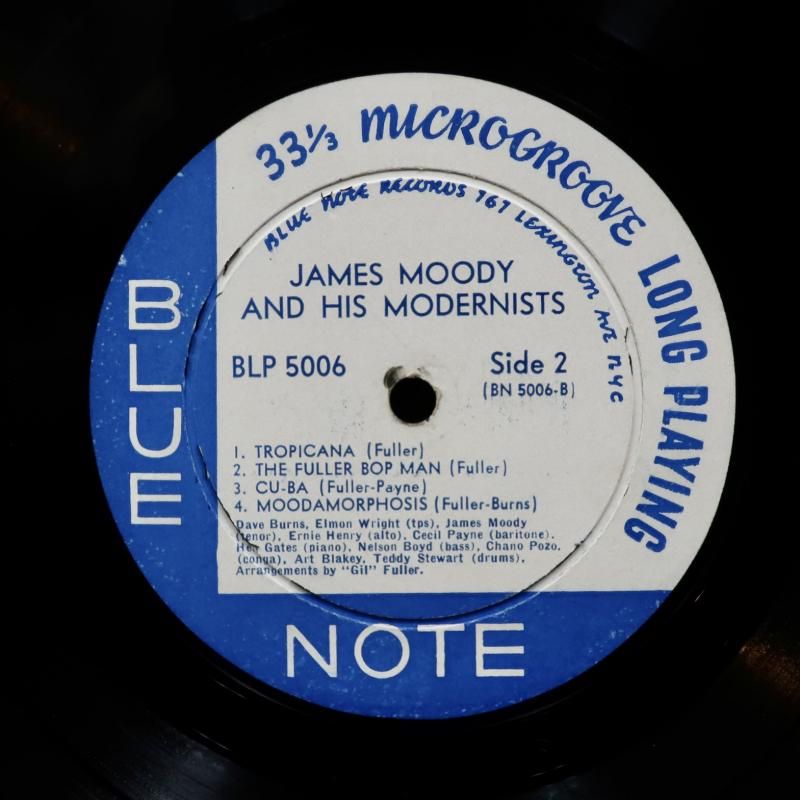 33⅓ MICROGROOVE LONG PLAYING
BLUE NOTE RECORDS 767 LEXINGTON AVE NYC
JAMES MOODY
AND HIS MODERNISTS
BLP 5006
Side 2
(BN 5006-B)
1. TROPICANA (Fuller)
2. THE FULLER BOP MAN (Fuller)
3. CU-BA (Fuller-Payne)
4. MOODAMORPHOSIS (Fuller-Burns)
Dave Burns, Elmon Wright (tps), James Moody
(tenor), Ernie Henry (alto), Cecil Payne (baritone).
Hen Gates (piano), Nelson Boyd (bass), Chano Pozo.
(conga), Art Blakey, Teddy Stewart (drums),
Arrangements by "Gil" Fuller.
BLUE
NOTE